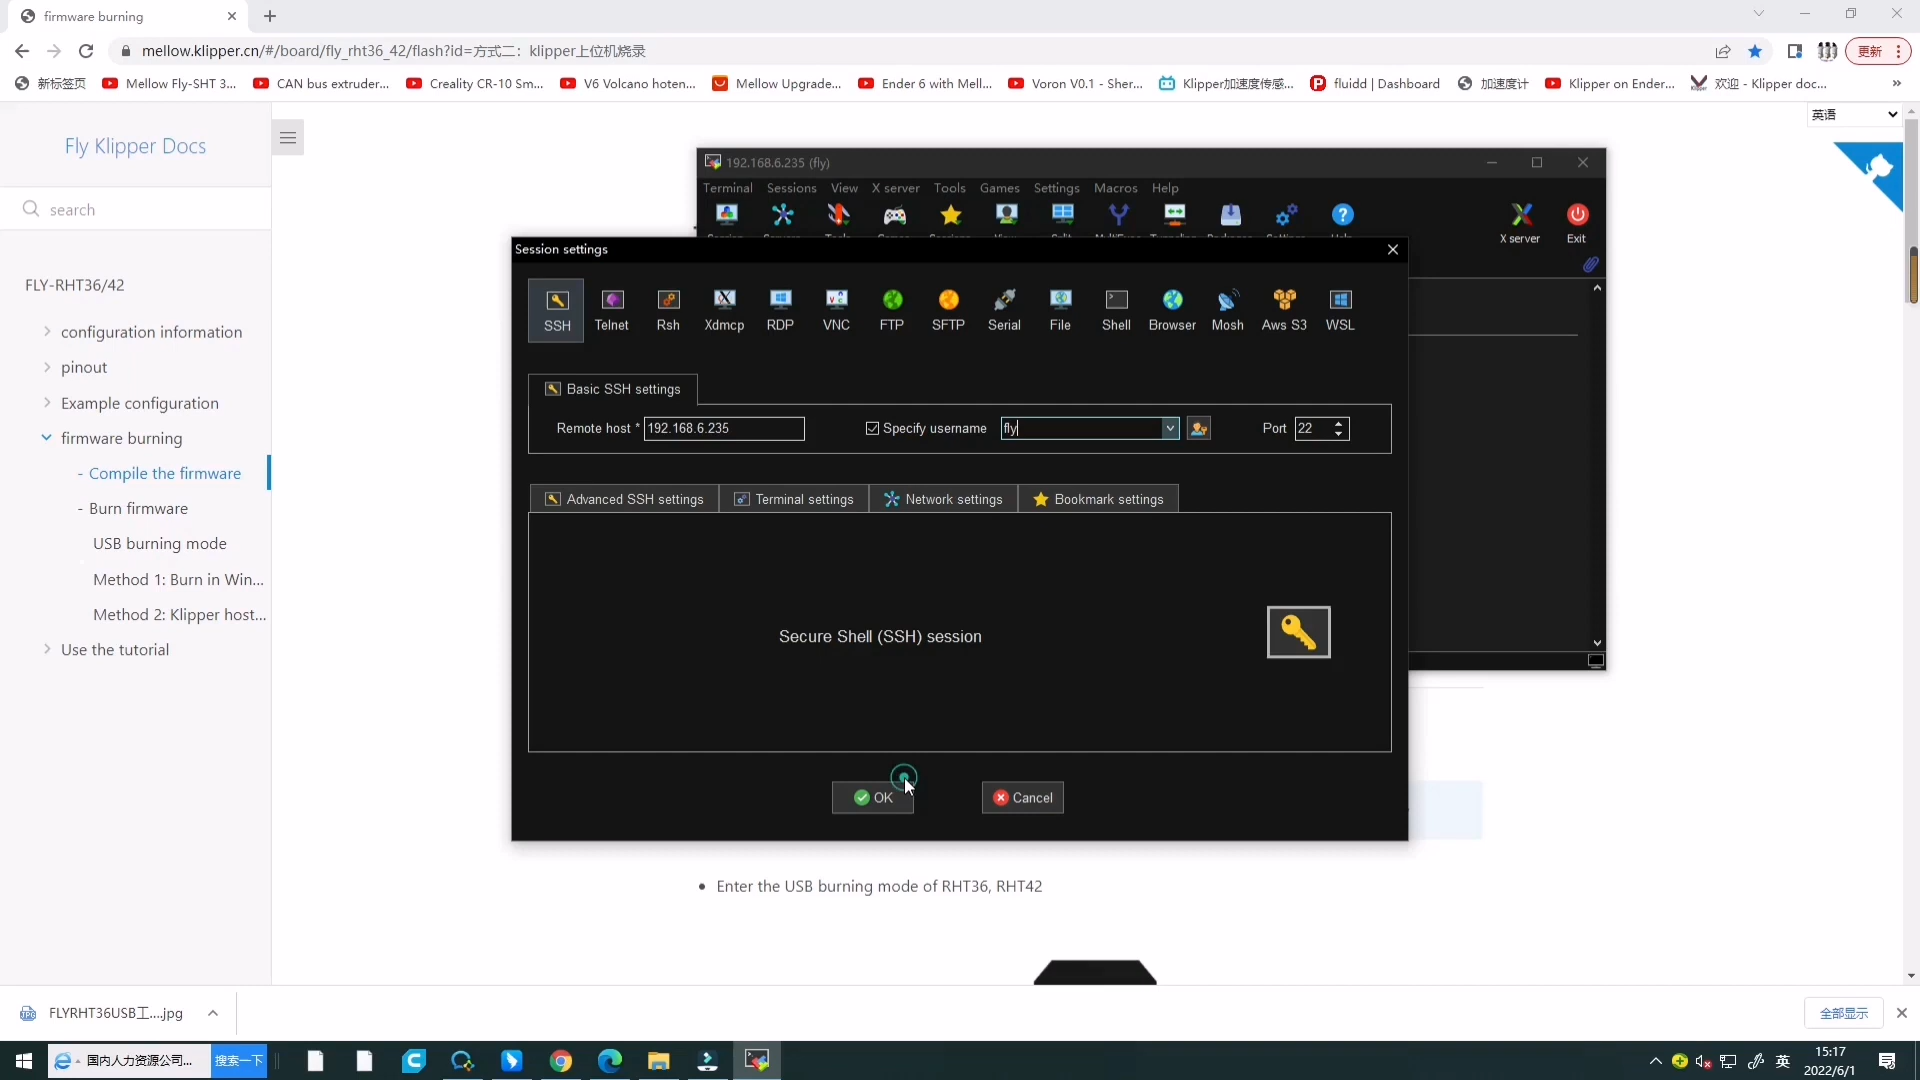 firmware burning
mellow.klipper.cn/#/board/fly_rht36_42/flash?id=方式二：klipper上位机烧录
更新
新标签页
Mellow Fly-SHT 3...
CAN bus extruder...
Creality CR-10 Sm...
V6 Volcano hoten...
Mellow Upgrade...
Ender 6 with Mell...
Voron V0.1 - Sher...
Klipper加速度传感...
fluidd | Dashboard
加速度计
Klipper on Ender...
欢迎 - Klipper doc...
»
英语
Fly Klipper Docs
search
FLY-RHT36/42
configuration information
pinout
Example configuration
firmware burning
- Compile the firmware
- Burn firmware
USB burning mode
Method 1: Burn in Win...
Method 2: Klipper host...
Use the tutorial
192.168.6.235 (fly)
Terminal Sessions View X server Tools Games Settings Macros Help
X server Exit
Session settings
SSH Telnet Rsh Xdmcp RDP VNC FTP SFTP Serial File Shell Browser Mosh Aws S3 WSL
Basic SSH settings
Remote host * 192.168.6.235 Specify username fly Port 22
Advanced SSH settings Terminal settings Network settings Bookmark settings
Secure Shell (SSH) session
OK Cancel
• Enter the USB burning mode of RHT36, RHT42
FLYRHT36USB工....jpg
全部显示
国内人力资源公司... 搜索一下
英
15:17
2022/6/1